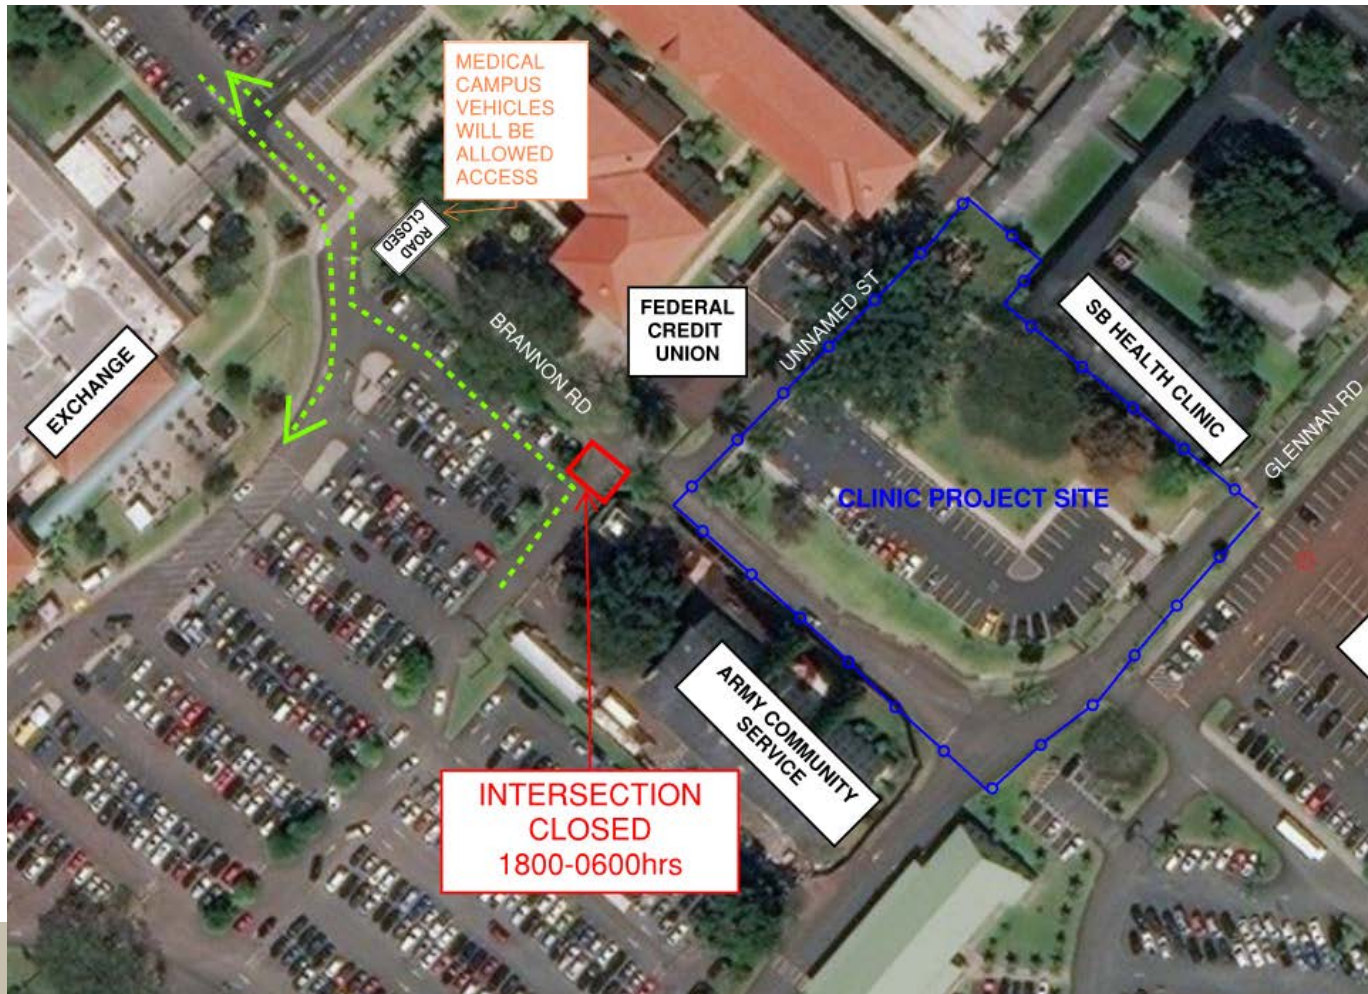 MEDICAL
CAMPUS
VEHICLES
WILL BE
ALLOWED
ACCESS
ROAD
CLOSED
EXCHANGE
BRANNON RD
FEDERAL
CREDIT
UNION
UNNAMED ST
SB HEALTH CLINIC
GLENNAN RD
CLINIC PROJECT SITE
ARMY COMMUNITY
SERVICE
INTERSECTION
CLOSED
1800-0600hrs